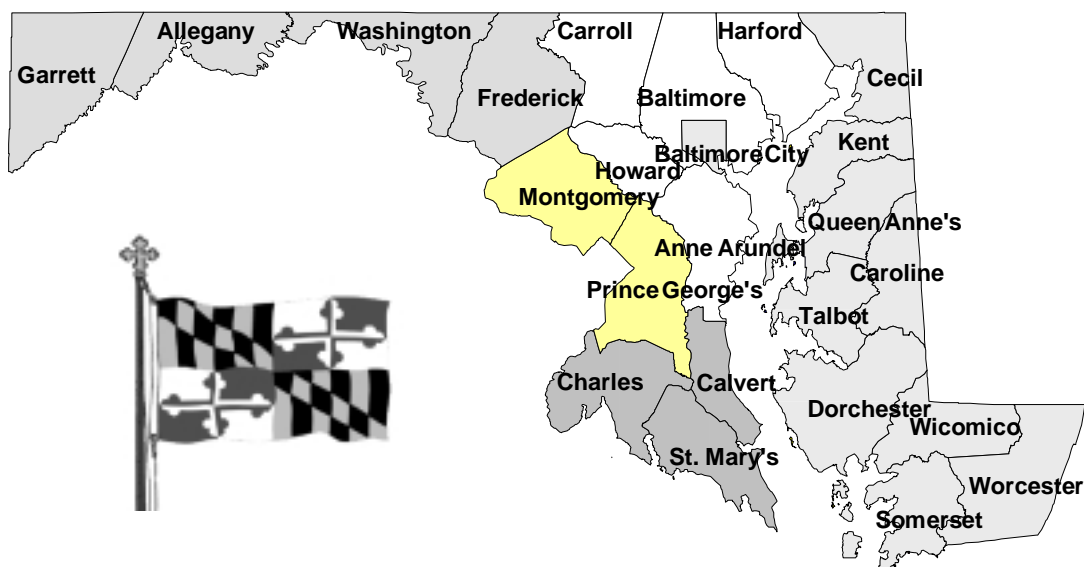 Allegany
Washington
Carroll
Harford
Garrett
Cecil
Frederick
Baltimore
Kent
Baltimore City
Howard
Montgomery
Queen Anne's
Anne Arundel
Caroline
Prince George's
Talbot
Charles
Calvert
Dorchester
Wicomico
St. Mary's
Worcester
Somerset